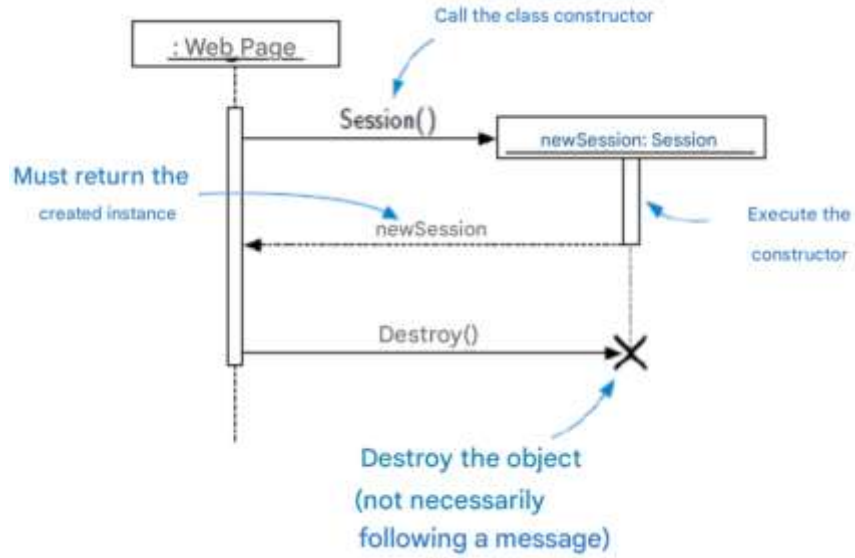 Call the class constructor
: Web Page
Session()
newSession: Session
Must return the
created instance
newSession
Execute the
constructor
Destroy()
Destroy the object
(not necessarily
following a message)